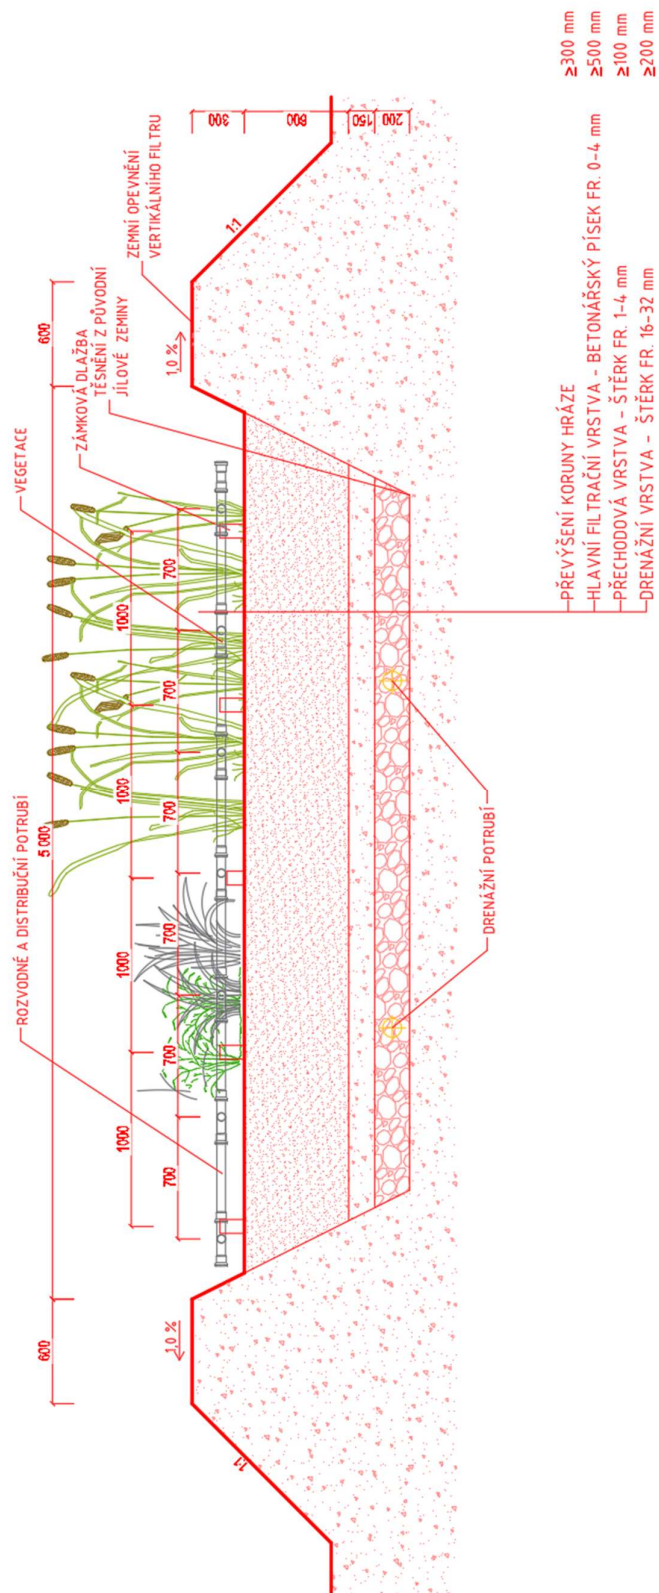 600
5 000
600
ROZVODNÉ A DISTRIBUČNÍ POTRUBÍ
VEGETACE
ZÁMKOVÁ DLAŽBA
TĚSNĚNÍ Z PŮVODNÍ
JÍLOVÉ ZEMINY
ZEMNÍ OPEVNĚNÍ
VERTIKÁLNÍHO FILTRU
1000
1000
1000
1000
700
700
700
700
700
700
1,0 %
1,0 %
1:1
1:1
300
600
150
200
DRENÁŽNÍ POTRUBÍ
PŘEVÝŠENÍ KORUNY HRÁZE ≥300 mm
HLAVNÍ FILTRAČNÍ VRSTVA - BETONÁŘSKÝ PÍSEK FR. 0-4 mm ≥500 mm
PŘECHODOVÁ VRSTVA - ŠTĚRK FR. 1-4 mm ≥100 mm
DRENÁŽNÍ VRSTVA - ŠTĚRK FR. 16-32 mm ≥200 mm